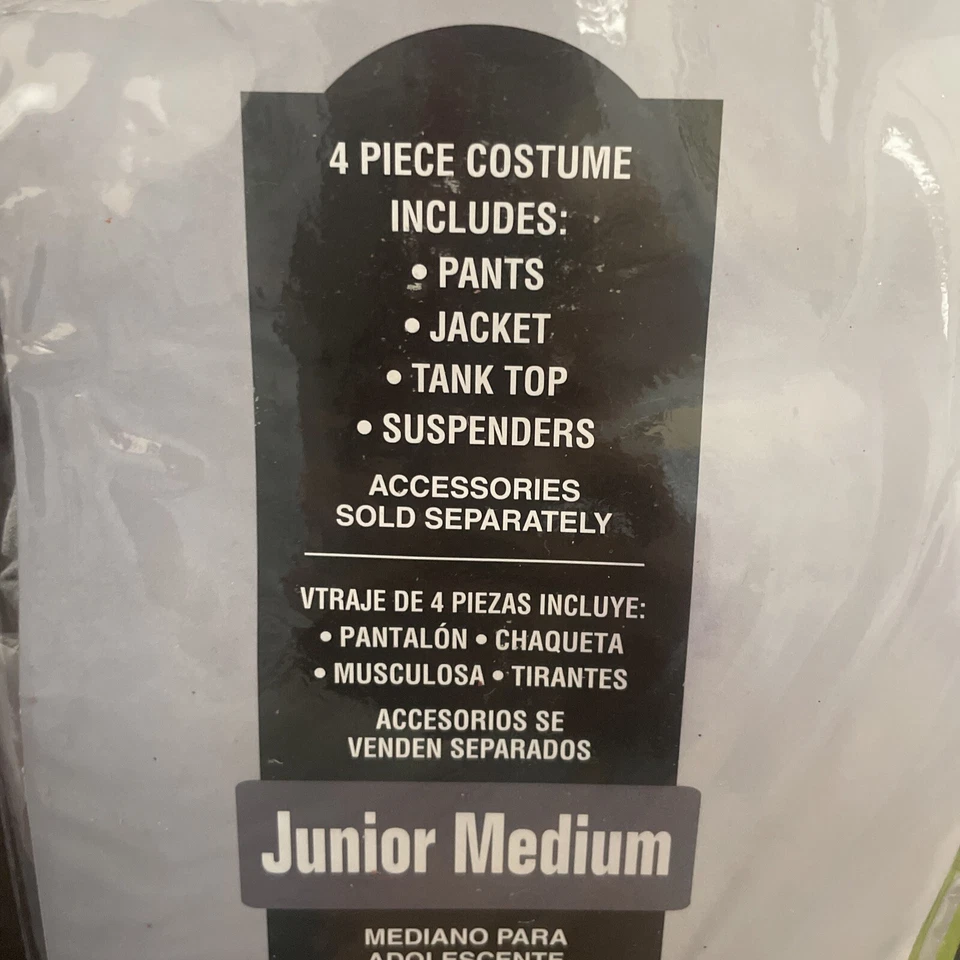 4 PIECE COSTUME
INCLUDES:
• PANTS
• JACKET
• TANK TOP
• SUSPENDERS
ACCESSORIES
SOLD SEPARATELY
VTRAJE DE 4 PIEZAS INCLUYE:
• PANTALÓN • CHAQUETA
• MUSCULOSA • TIRANTES
ACCESORIOS SE
VENDEN SEPARADOS
Junior Medium
MEDIANO PARA
ADOLESCENTE